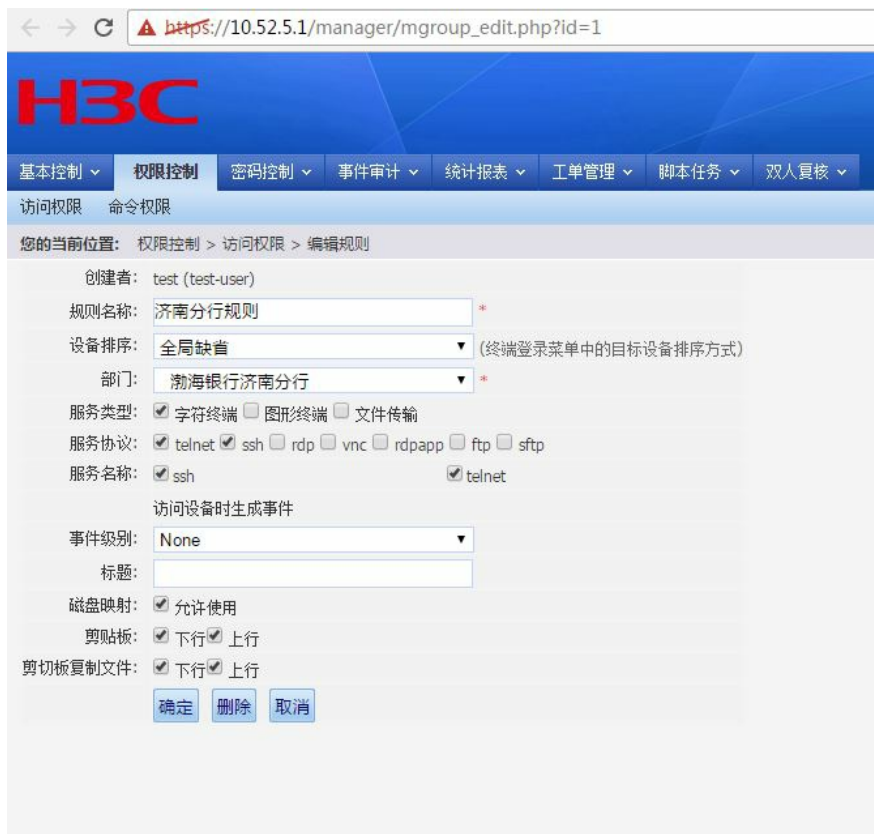 https://10.52.5.1/manager/mgroup_edit.php?id=1
H3C
基本控制 权限控制 密码控制 事件审计 统计报表 工单管理 脚本任务 双人复核
访问权限 命令权限
您的当前位置: 权限控制 > 访问权限 > 编辑规则
创建者: test (test-user)
规则名称: 济南分行规则 *
设备排序: 全局缺省 (终端登录菜单中的目标设备排序方式)
部门: 渤海银行济南分行 *
服务类型: 字符终端 图形终端 文件传输
服务协议: telnet ssh rdp vnc rdpapp ftp sftp
服务名称: ssh telnet
访问设备时生成事件
事件级别: None
标题:
磁盘映射: 允许使用
剪贴板: 下行 上行
剪切板复制文件: 下行 上行
确定 删除 取消